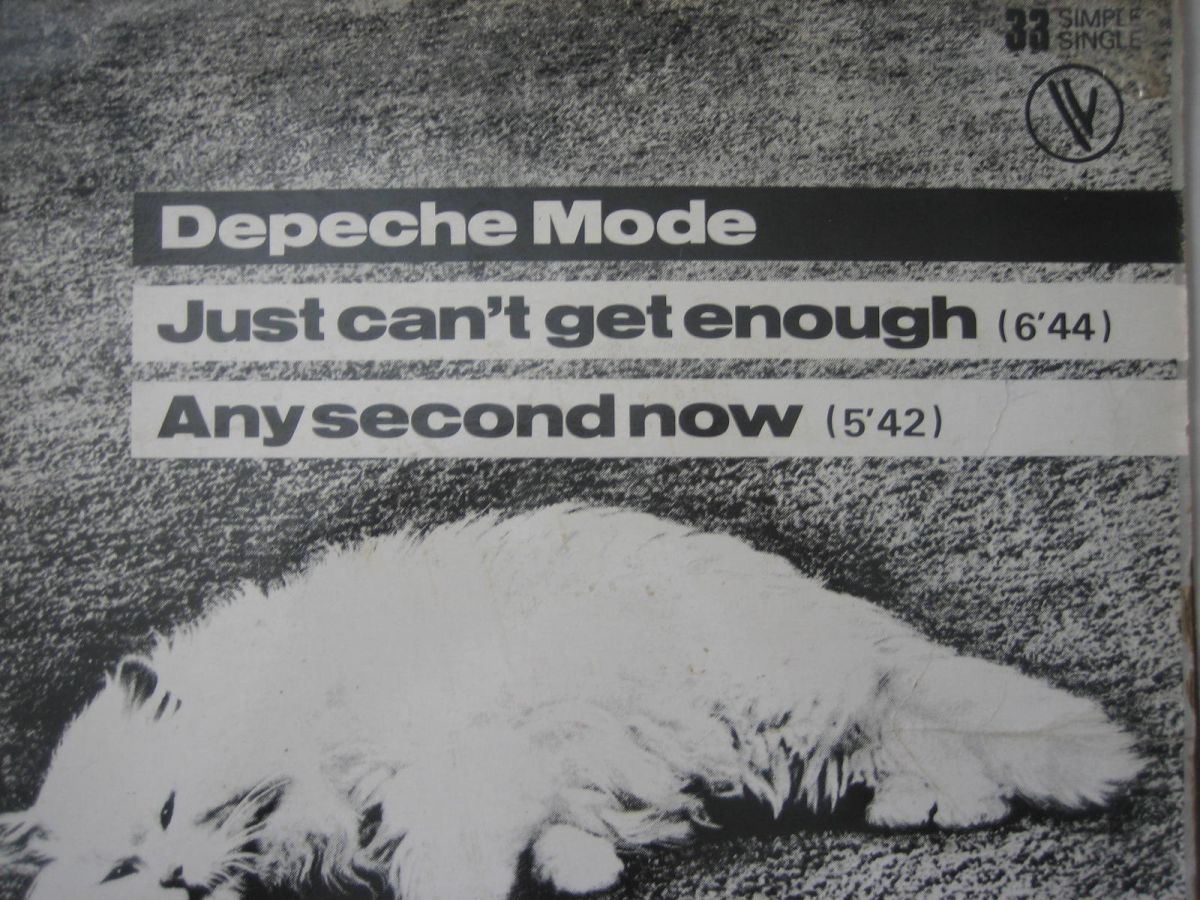 33 SIMPLE
SINGLE
Depeche Mode
Just can't get enough (6'44)
Any second now (5'42)